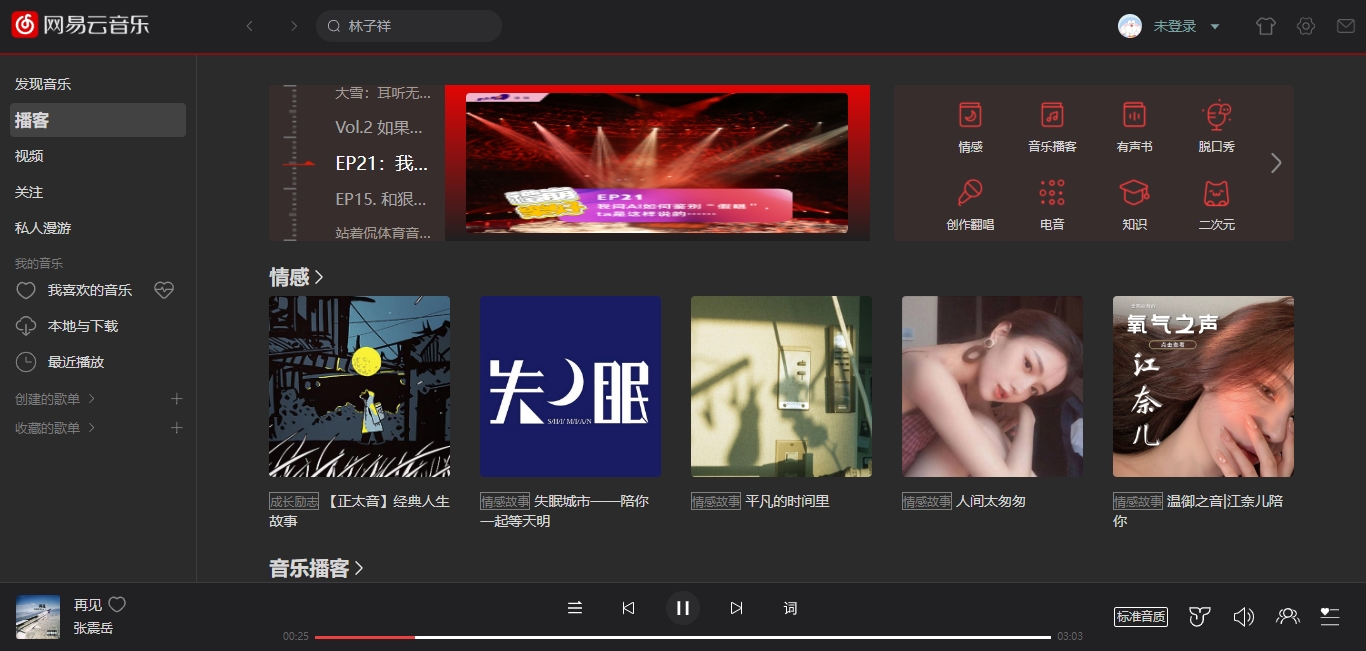 网易云音乐
林子祥
未登录
发现音乐
播客
视频
关注
私人漫游
我的音乐
我喜欢的音乐
本地与下载
最近播放
创建的歌单
收藏的歌单
大雪：耳听无...
Vol.2 如果...
EP21：我...
EP15. 和狠...
站着侃体育音...
EP21
我问AI如何鉴别“假唱”，
ta是这样说的……
情感
音乐播客
有声书
脱口秀
创作翻唱
电音
知识
二次元
情感
失眠
SHI MIAN
氧气之声
点击查看
江奈儿
成长励志 【正太音】经典人生
故事
情感故事 失眠城市——陪你
一起等天明
情感故事 平凡的时间里
情感故事 人间太匆匆
情感故事 温御之音|江奈儿陪
你
音乐播客
再见
张震岳
词
00:25
03:03
标准音质